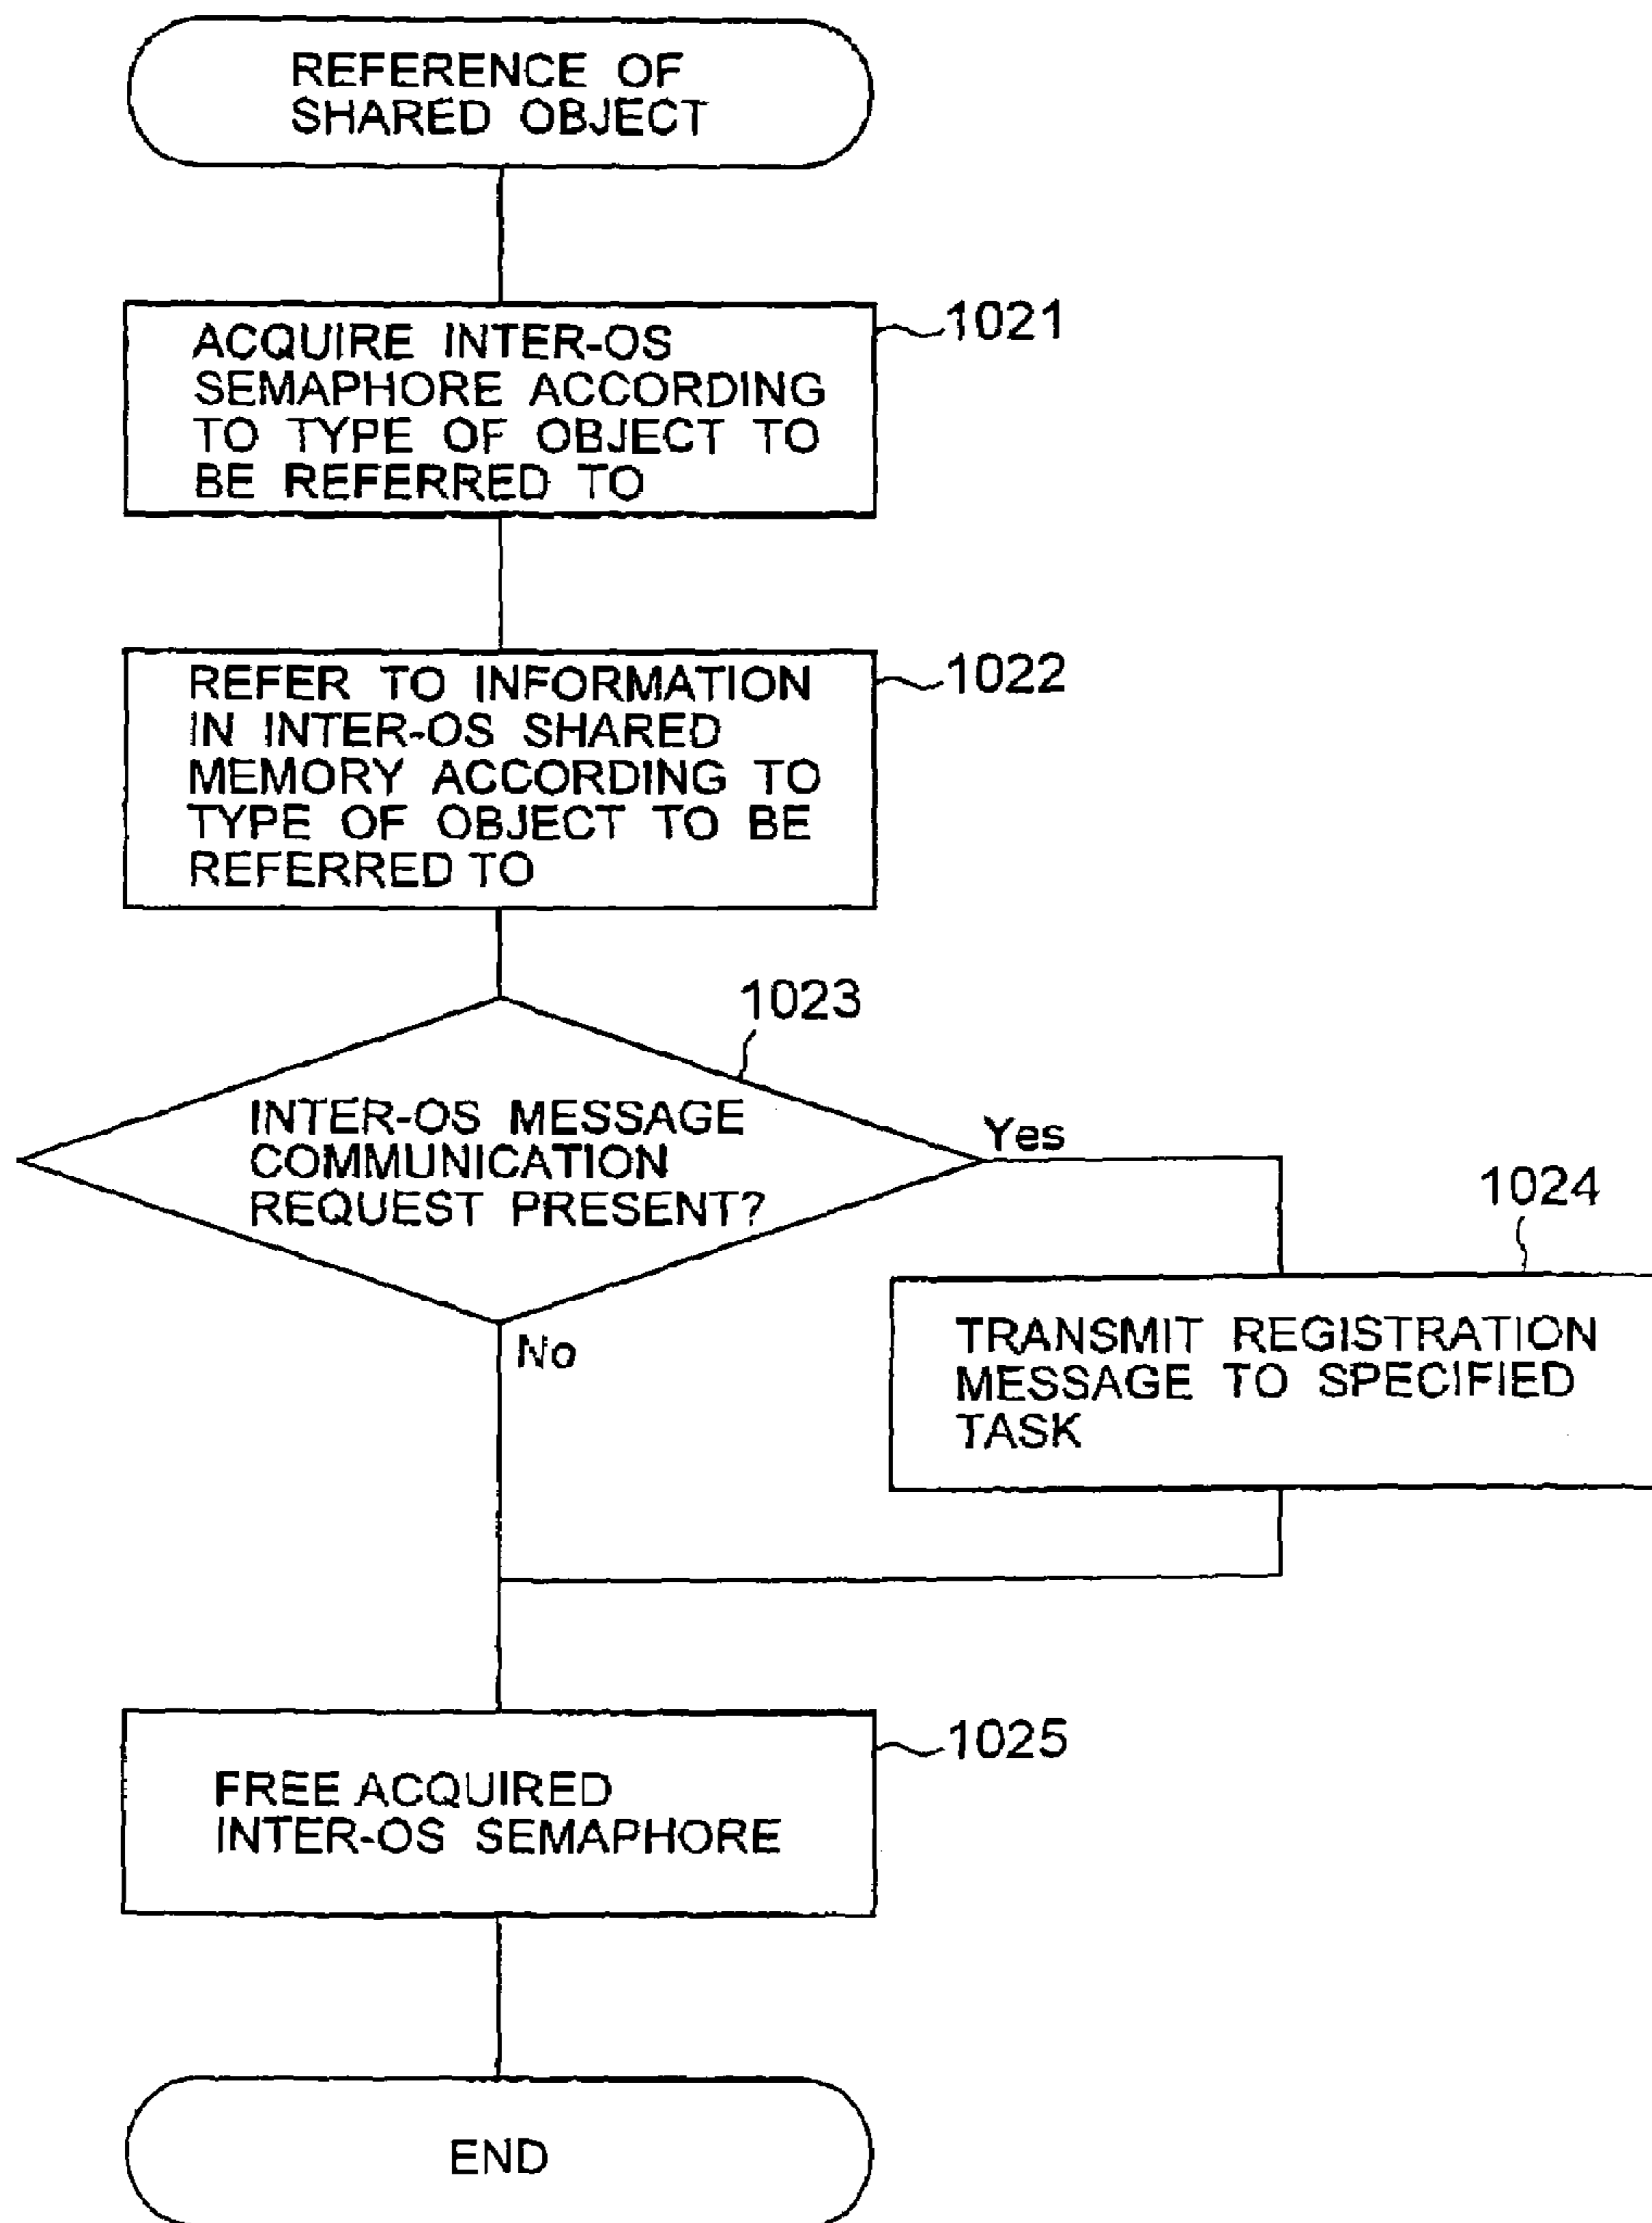 REFERENCE OF
SHARED OBJECT
1021
ACQUIRE INTER-OS
SEMAPHORE ACCORDING
TO TYPE OF OBJECT TO
BE REFERRED TO
1022
REFER TO INFORMATION
IN INTER-OS SHARED
MEMORY ACCORDING TO
TYPE OF OBJECT TO BE
REFERRED TO
1023
INTER-OS MESSAGE
COMMUNICATION
REQUEST PRESENT?
Yes
No
1024
TRANSMIT REGISTRATION
MESSAGE TO SPECIFIED
TASK
1025
FREE ACQUIRED
INTER-OS SEMAPHORE
END